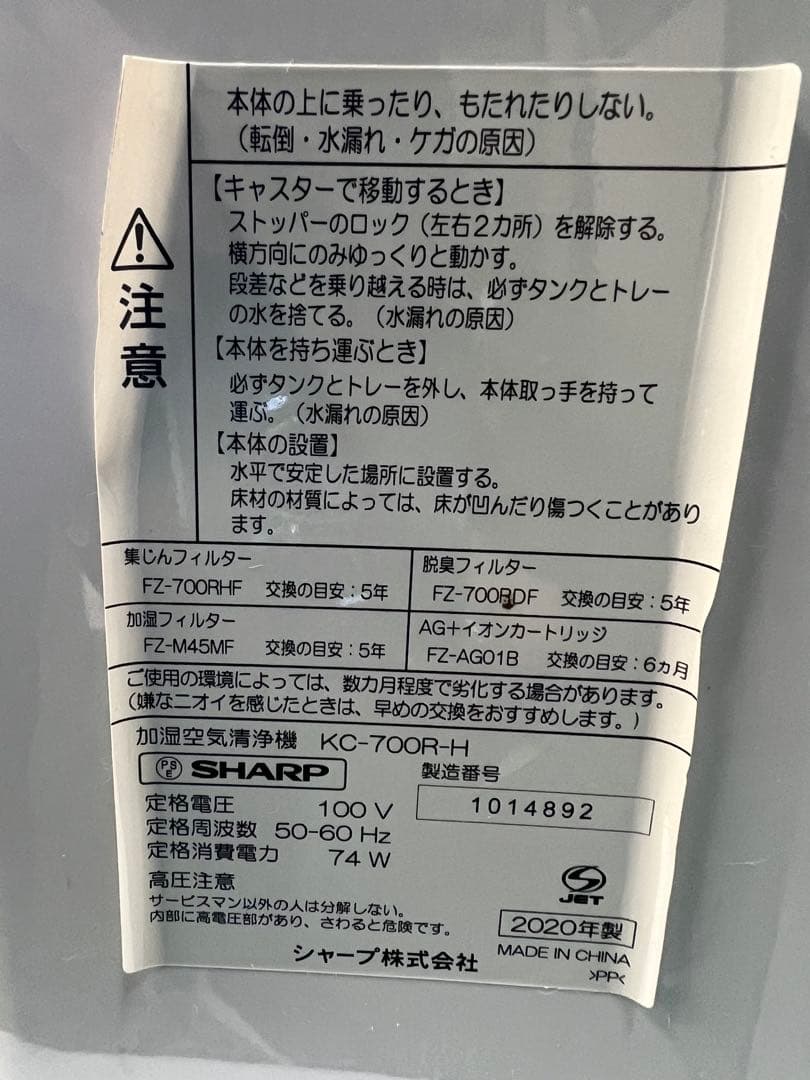 本体の上に乗ったり、もたれたりしない。
（転倒・水漏れ・ケガの原因）
注意
【キャスターで移動するとき】
ストッパーのロック（左右2カ所）を解除する。
横方向にのみゆっくりと動かす。
段差などを乗り越える時は、必ずタンクとトレー
の水を捨てる。（水漏れの原因）
【本体を持ち運ぶとき】
必ずタンクとトレーを外し、本体取っ手を持って
運ぶ。（水漏れの原因）
【本体の設置】
水平で安定した場所に設置する。
床材の材質によっては、床が凹んだり傷つくことがあり
ます。
集じんフィルター
FZ-700RHF 交換の目安：5年
脱臭フィルター
FZ-700RDF 交換の目安：5年
加湿フィルター
FZ-M45MF 交換の目安：5年
AG+イオンカートリッジ
FZ-AG01B 交換の目安：6ヵ月
ご使用の環境によっては、数カ月程度で劣化する場合があります。
（嫌なニオイを感じたときは、早めの交換をおすすめします。）
加湿空気清浄機 KC-700R-H
PSE SHARP
製造番号
1014892
定格電圧 100 V
定格周波数 50-60 Hz
定格消費電力 74 W
高圧注意
サービスマン以外の人は分解しない。
内部に高電圧部があり、さわると危険です。
シャープ株式会社
JET
2020年製
MADE IN CHINA
>PP<